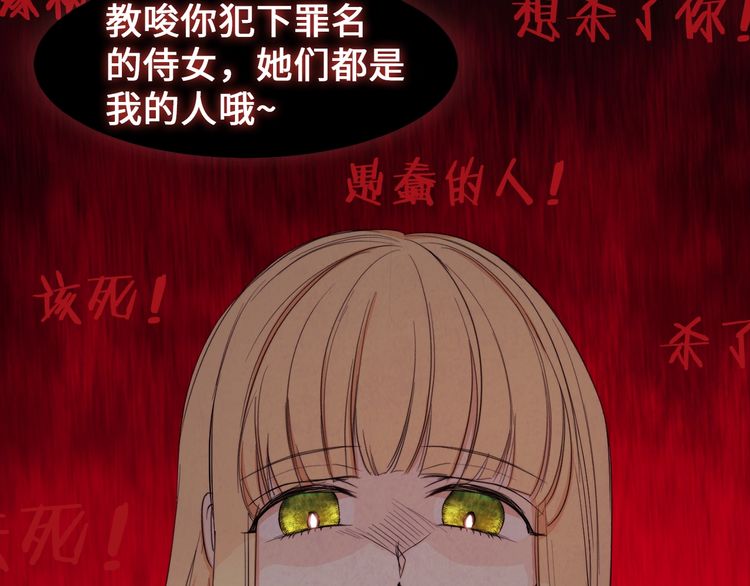 教唆你犯下罪名
的侍女，她们都是
我的人哦~
想杀了你！
愚蠢的人！
该死！
杀了
去死！